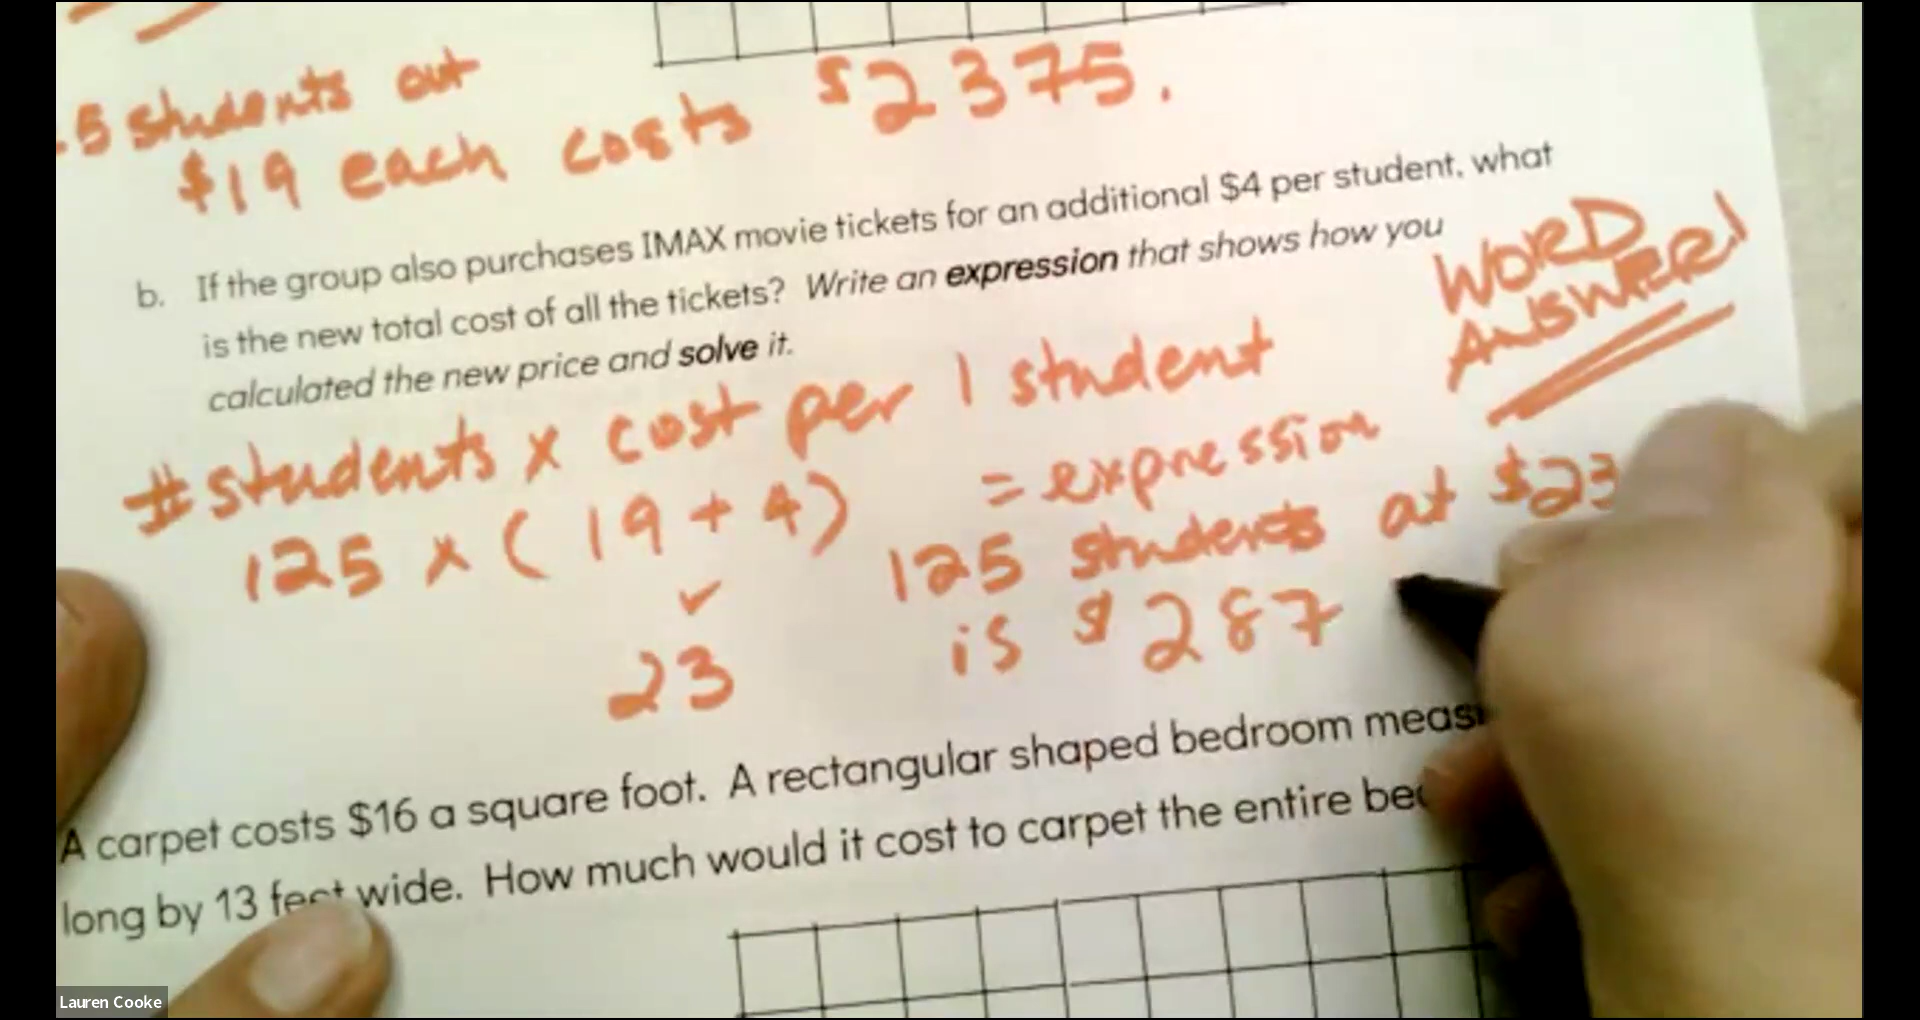 5 students out
$19 each costs $2375.
b. If the group also purchases IMAX movie tickets for an additional $4 per student, what
is the new total cost of all the tickets? Write an expression that shows how you
calculated the new price and solve it.
WORD
ANSWER!
#students x cost per 1 student
= expression
125 x (19 + 4)
125 students at $23
is $287
23
A carpet costs $16 a square foot. A rectangular shaped bedroom
long by 13 feet wide. How much would it cost to carpet the entire
Lauren Cooke